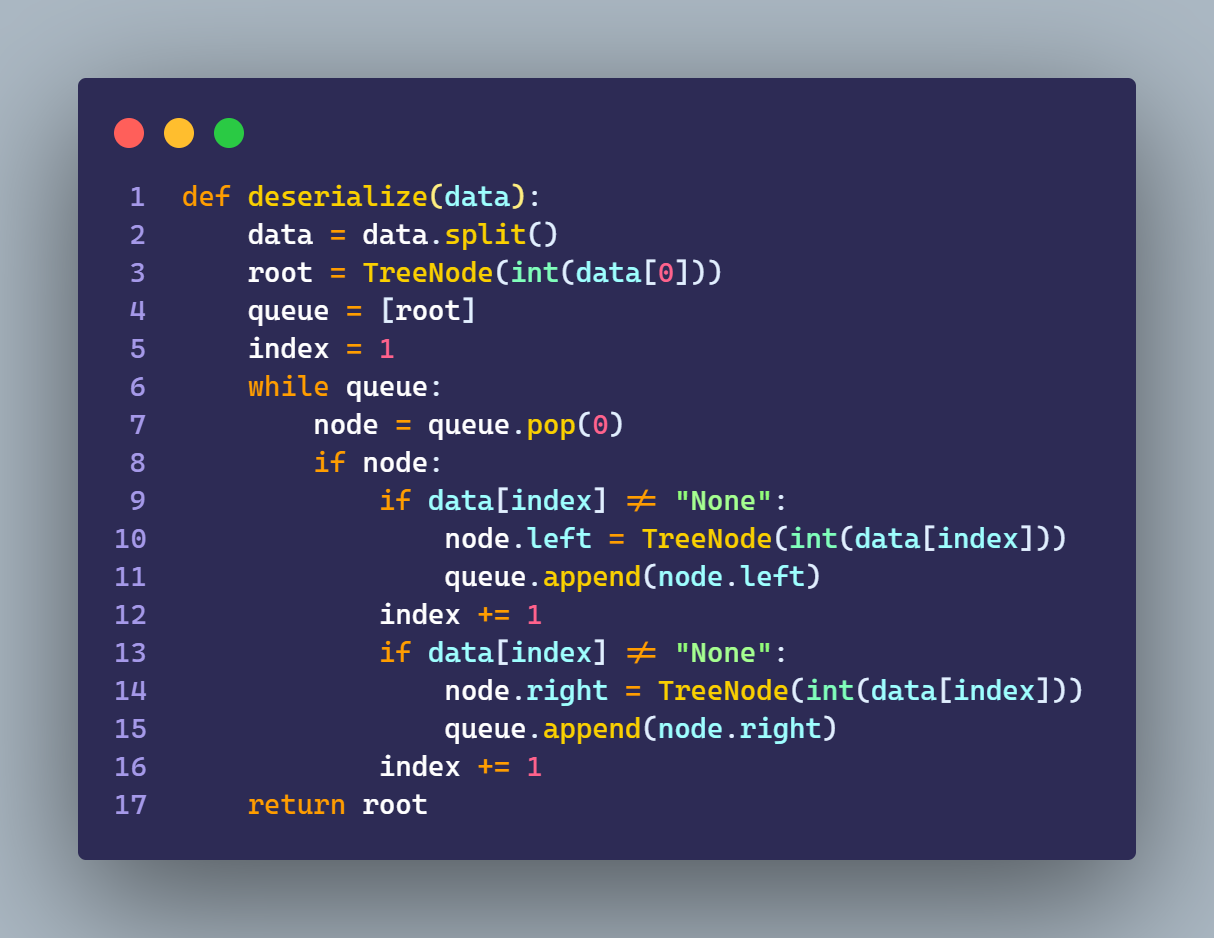 1 def deserialize(data):
2     data = data.split()
3     root = TreeNode(int(data[0]))
4     queue = [root]
5     index = 1
6     while queue:
7         node = queue.pop(0)
8         if node:
9             if data[index] != "None":
10                 node.left = TreeNode(int(data[index]))
11                 queue.append(node.left)
12             index += 1
13             if data[index] != "None":
14                 node.right = TreeNode(int(data[index]))
15                 queue.append(node.right)
16             index += 1
17     return root